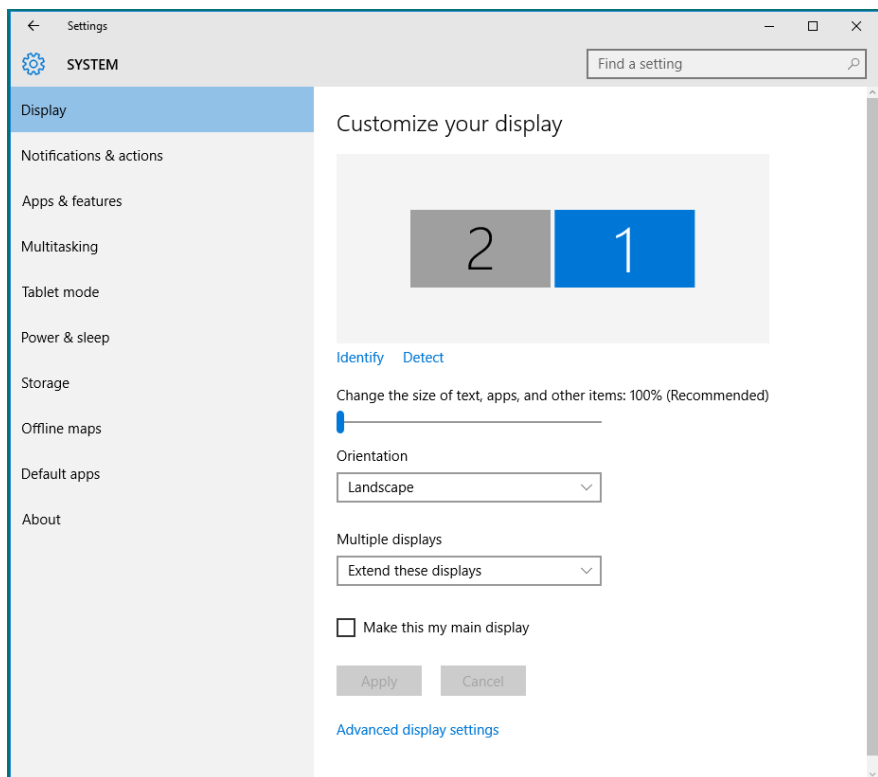 Settings
SYSTEM
Find a setting
Display
Notifications & actions
Apps & features
Multitasking
Tablet mode
Power & sleep
Storage
Offline maps
Default apps
About
Customize your display
2 1
Identify Detect
Change the size of text, apps, and other items: 100% (Recommended)
Orientation
Landscape
Multiple displays
Extend these displays
Make this my main display
Apply Cancel
Advanced display settings